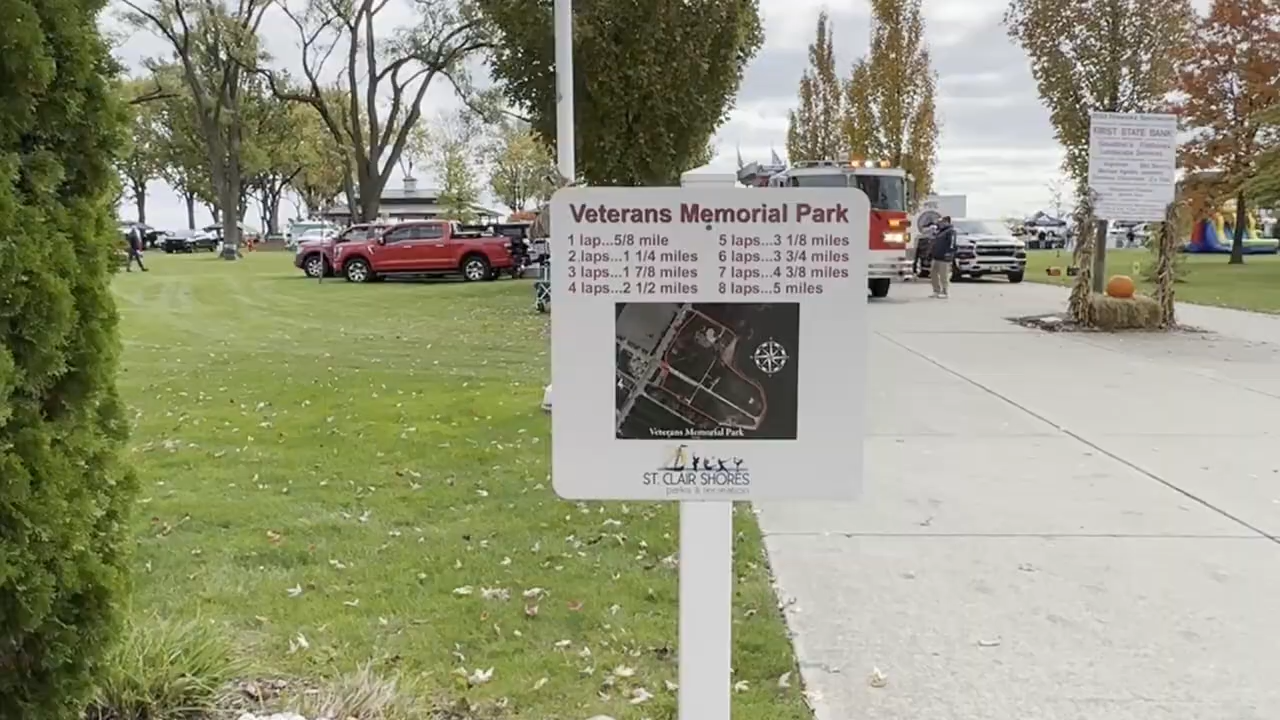 Veterans Memorial Park
1 lap...5/8 mile
2 laps...1 1/4 miles
3 laps...1 7/8 miles
4 laps...2 1/2 miles
5 laps...3 1/8 miles
6 laps...3 3/4 miles
7 laps...4 3/8 miles
8 laps...5 miles
Veterans Memorial Park
ST. CLAIR SHORES
parks & recreation
FIRST STATE BANK